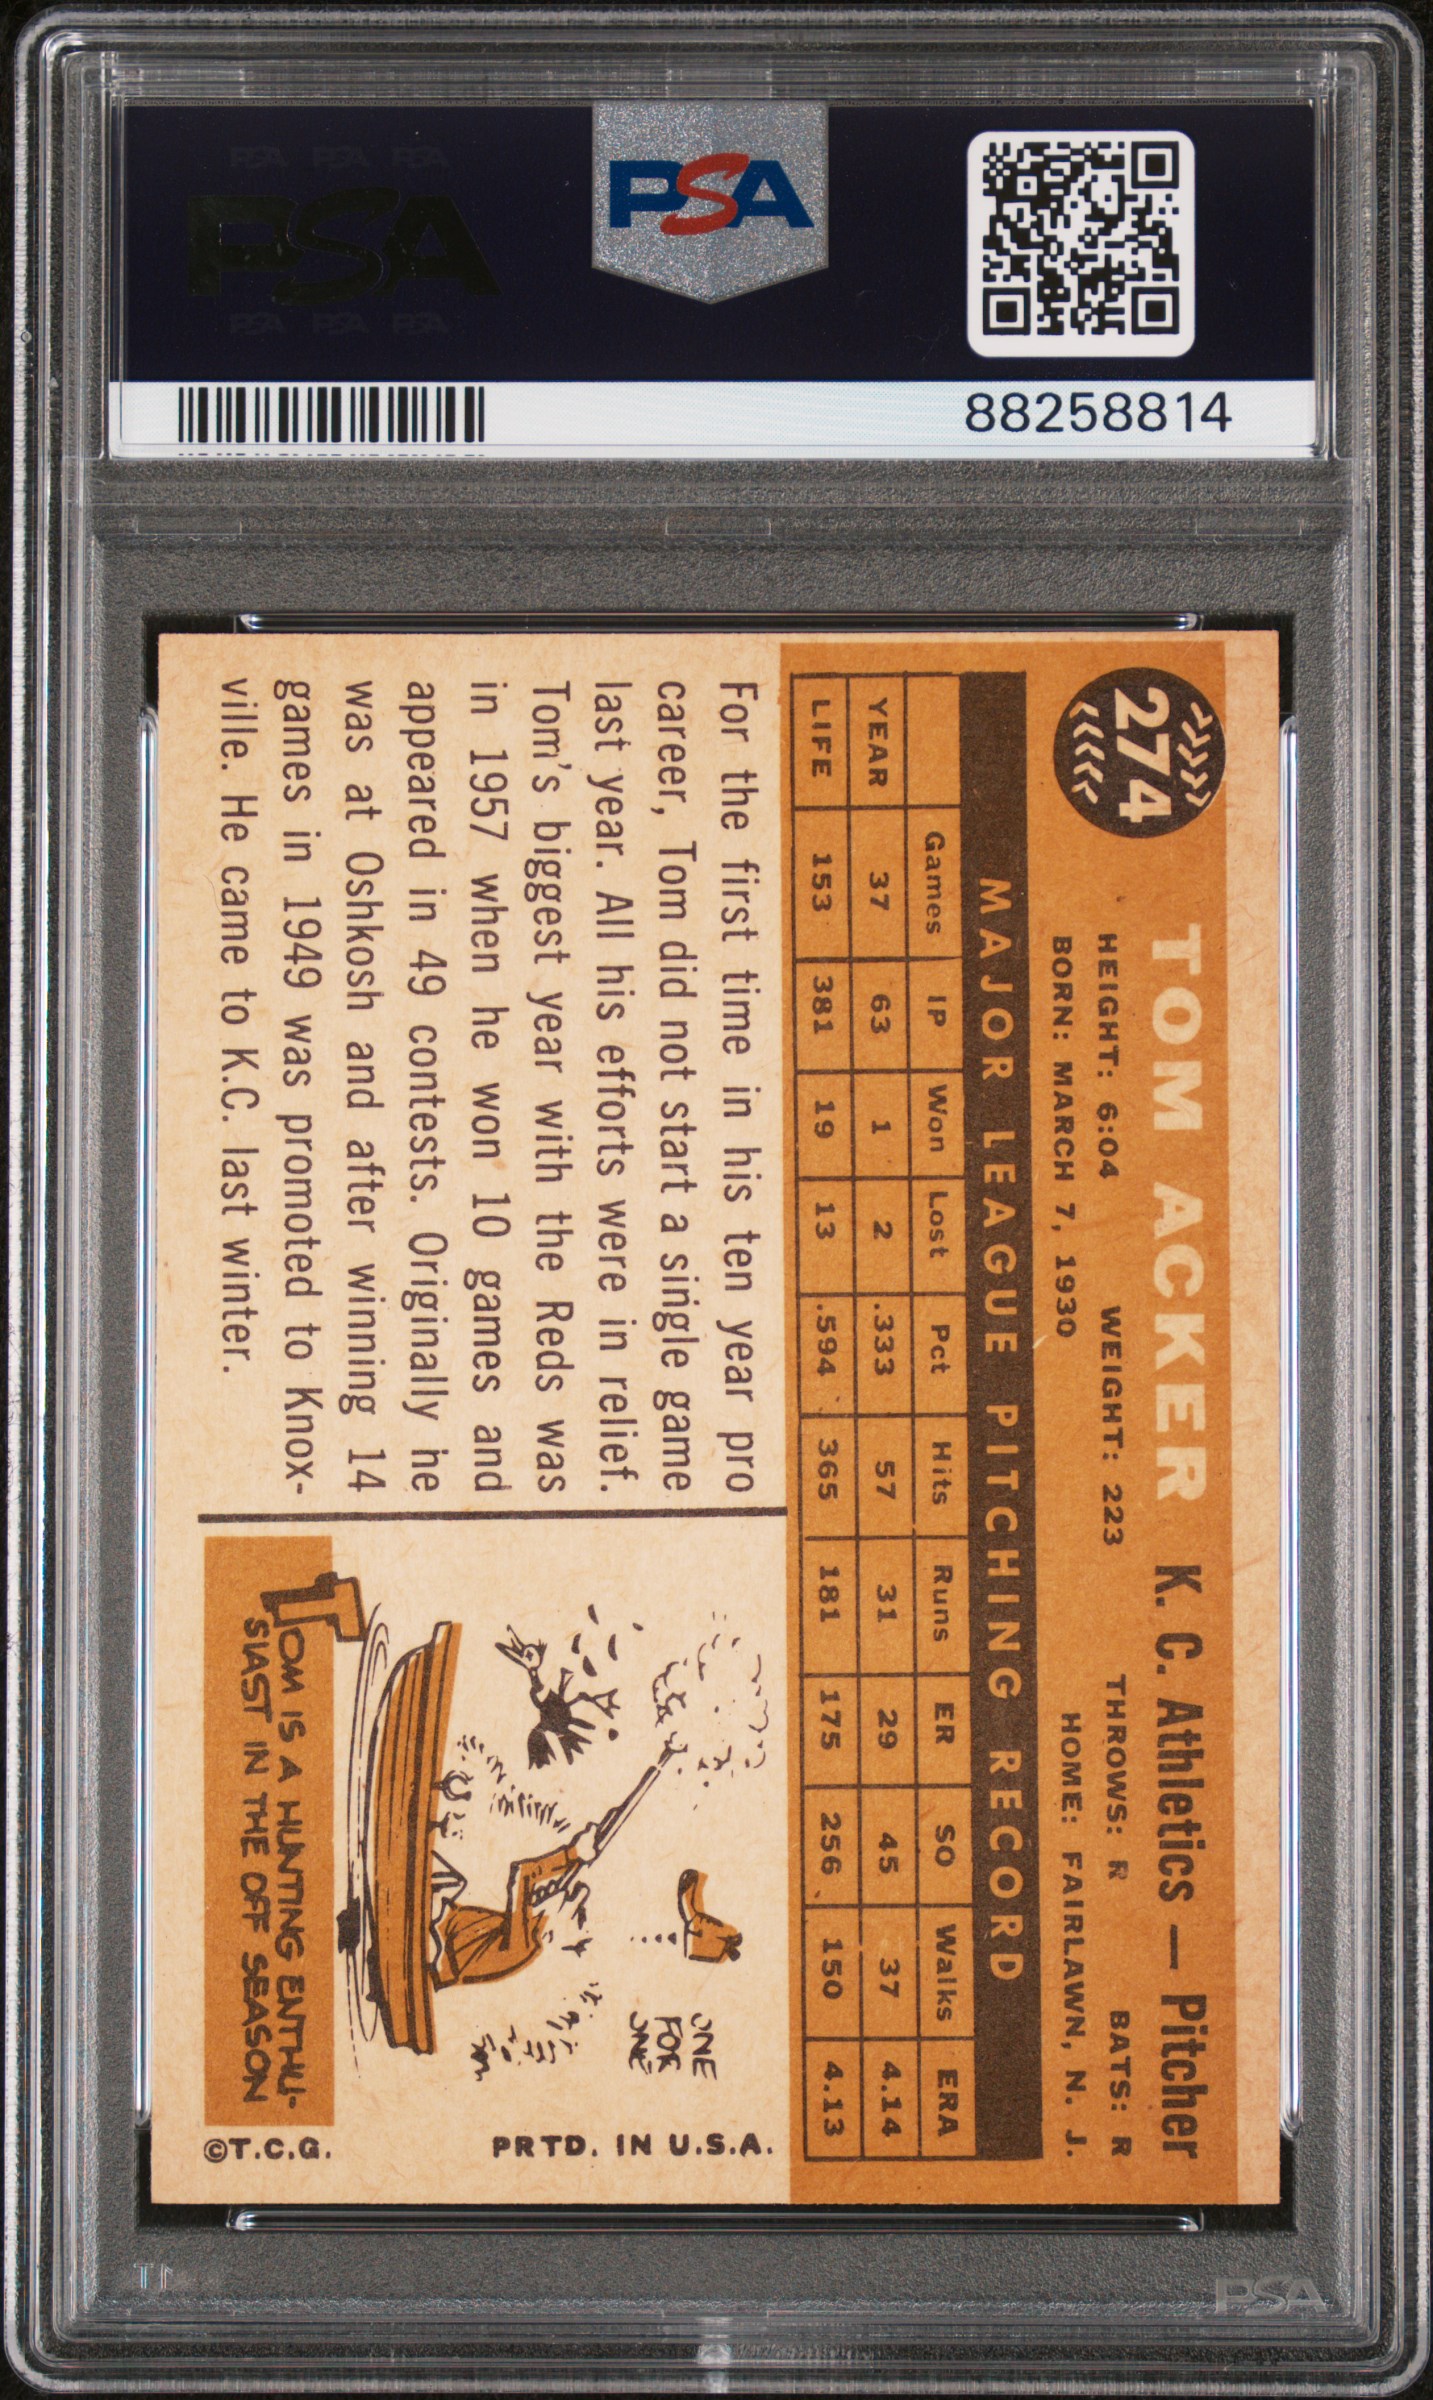 PSA PSA PSA
PSA
PSA PSA PSA
PSA
88258814
274
TOM ACKER K. C. Athletics — Pitcher
HEIGHT: 6:04 WEIGHT: 223 THROWS: R BATS: R
BORN: MARCH 7, 1930 HOME: FAIRLAWN, N. J.
MAJOR LEAGUE PITCHING RECORD
Games IP Won Lost Pct Hits Runs ER SO Walks ERA
YEAR 37 63 1 2 .333 57 31 29 45 37 4.14
LIFE 153 381 19 13 .594 365 181 175 256 150 4.13
For the first time in his ten year pro
career, Tom did not start a single game
last year. All his efforts were in relief.
Tom's biggest year with the Reds was
in 1957 when he won 10 games and
appeared in 49 contests. Originally he
was at Oshkosh and after winning 14
games in 1949 was promoted to Knox-
ville. He came to K.C. last winter.
ONE
FOR
ONE
TOM IS A HUNTING ENTHU-
SIAST IN THE OFF SEASON
PRTD. IN U.S.A.
©T.C.G.
PSA